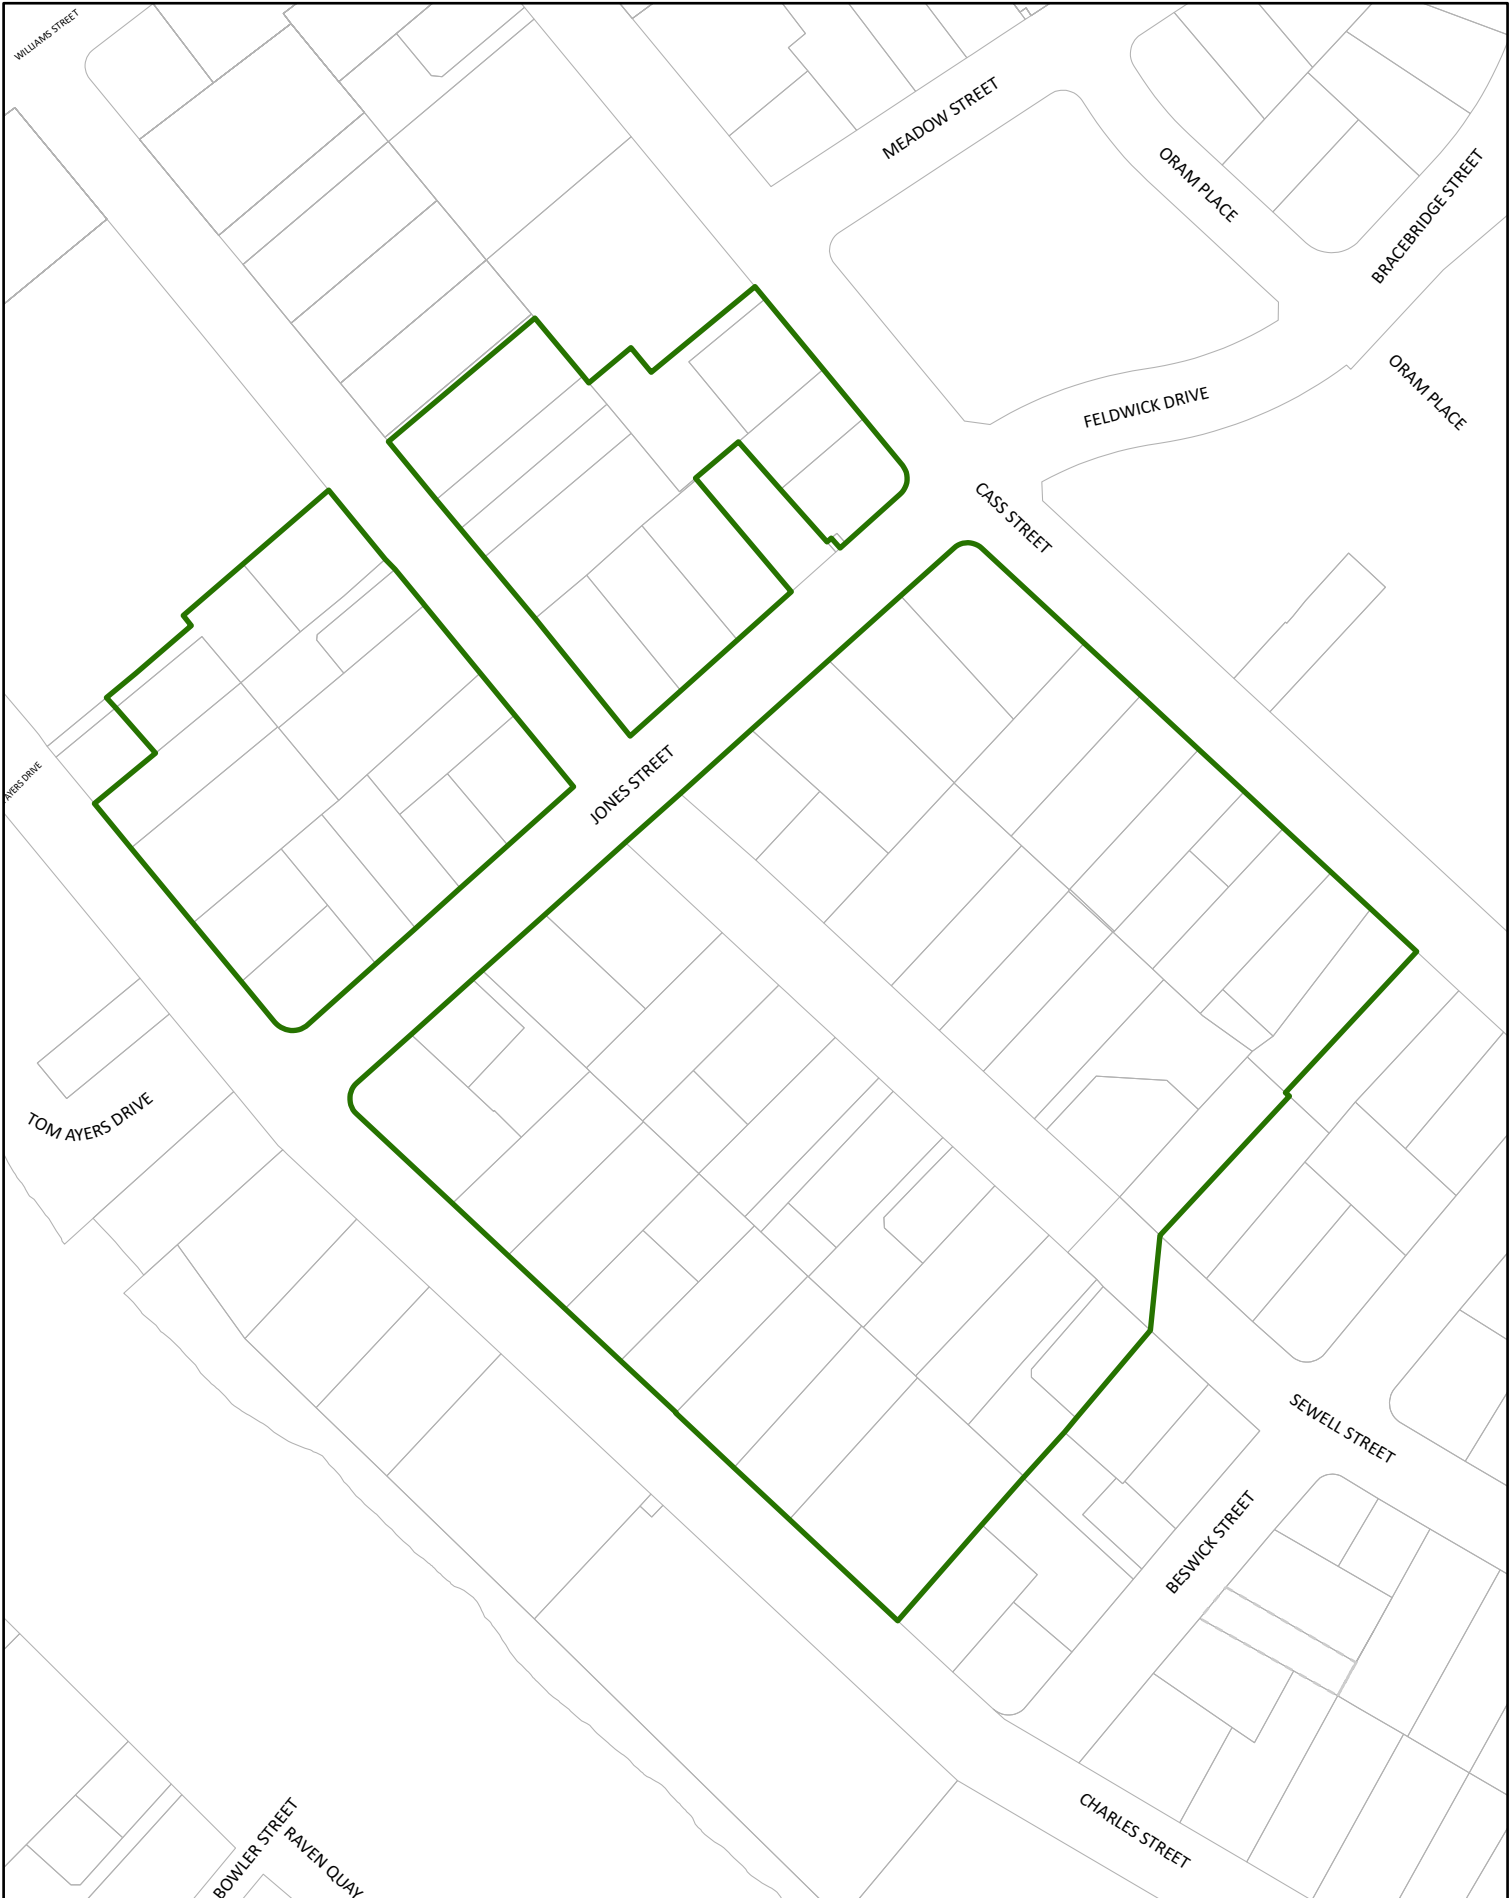 WILLIAMS STREET
MEADOW STREET
ORAM PLACE
BRACEBRIDGE STREET
ORAM PLACE
FELDWICK DRIVE
CASS STREET
JONES STREET
AYERS DRIVE
TOM AYERS DRIVE
SEWELL STREET
BESWICK STREET
CHARLES STREET
BOWLER STREET
RAVEN QUAY